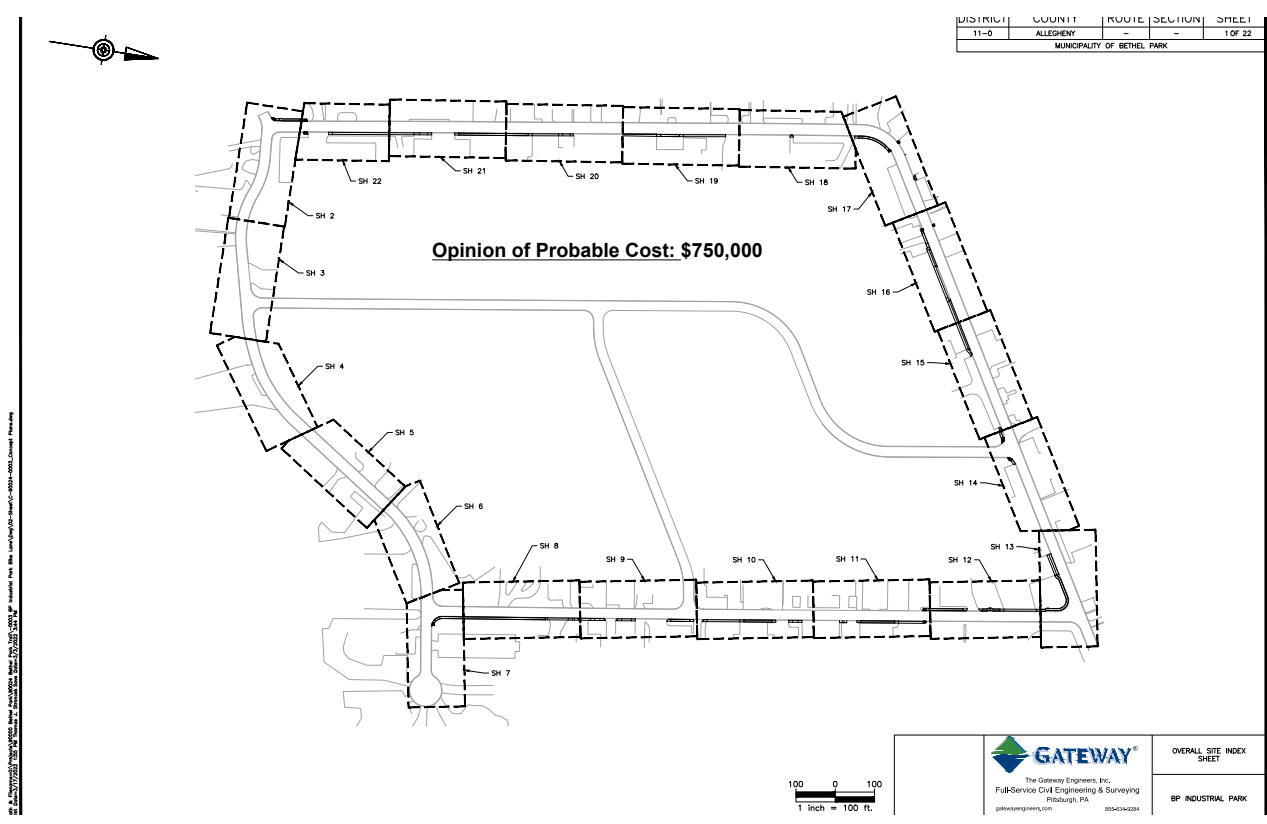 DISTRICT COUNTY ROUTE SECTION SHEET
11-0 ALLEGHENY - - 1 OF 22
MUNICIPALITY OF BETHEL PARK
SH 22
SH 21
SH 20
SH 19
SH 18
SH 17
SH 2
Opinion of Probable Cost: $750,000
SH 3
SH 16
SH 15
SH 4
SH 5
SH 14
SH 6
SH 13
SH 8
SH 9
SH 10
SH 11
SH 12
SH 7
GATEWAY®
The Gateway Engineers, Inc.
Full-Service Civil Engineering & Surveying
Pittsburgh, PA
gatewayengineers.com 855-634-9284
OVERALL SITE INDEX
SHEET
BP INDUSTRIAL PARK
100 0 100
1 inch = 100 ft.